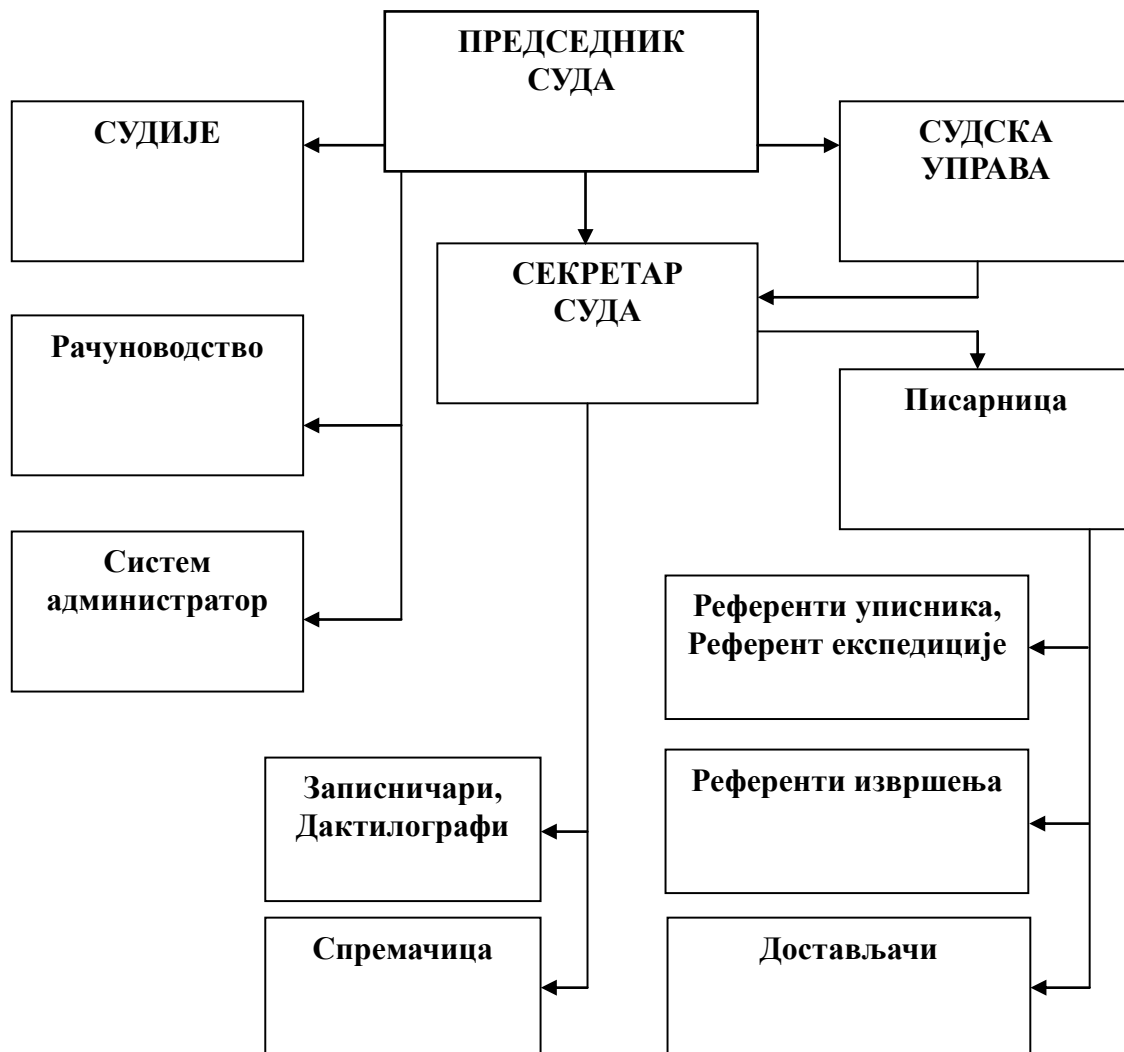 ПРЕДСЕДНИК
СУДА
СУДИЈЕ
СУДСКА
УПРАВА
СЕКРЕТАР
СУДА
Рачуноводство
Писарница
Систем
администратор
Референти уписника,
Референт експедиције
Записничари,
Дактилографи
Референти извршења
Спремачица
Достављачи